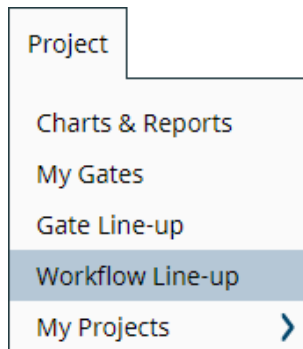 Project
Charts & Reports
My Gates
Gate Line-up
Workflow Line-up
My Projects